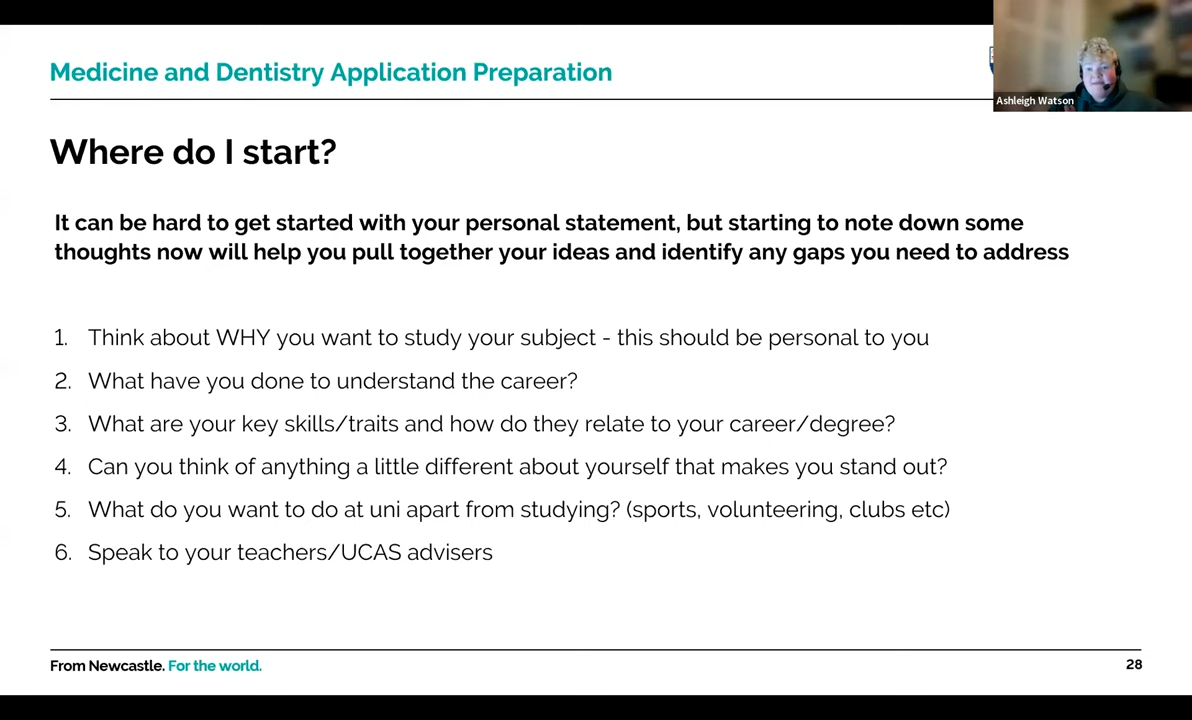 Medicine and Dentistry Application Preparation
Ashleigh Watson
Where do I start?
It can be hard to get started with your personal statement, but starting to note down some
thoughts now will help you pull together your ideas and identify any gaps you need to address
1. Think about WHY you want to study your subject - this should be personal to you
2. What have you done to understand the career?
3. What are your key skills/traits and how do they relate to your career/degree?
4. Can you think of anything a little different about yourself that makes you stand out?
5. What do you want to do at uni apart from studying? (sports, volunteering, clubs etc)
6. Speak to your teachers/UCAS advisers
From Newcastle. For the world.
28